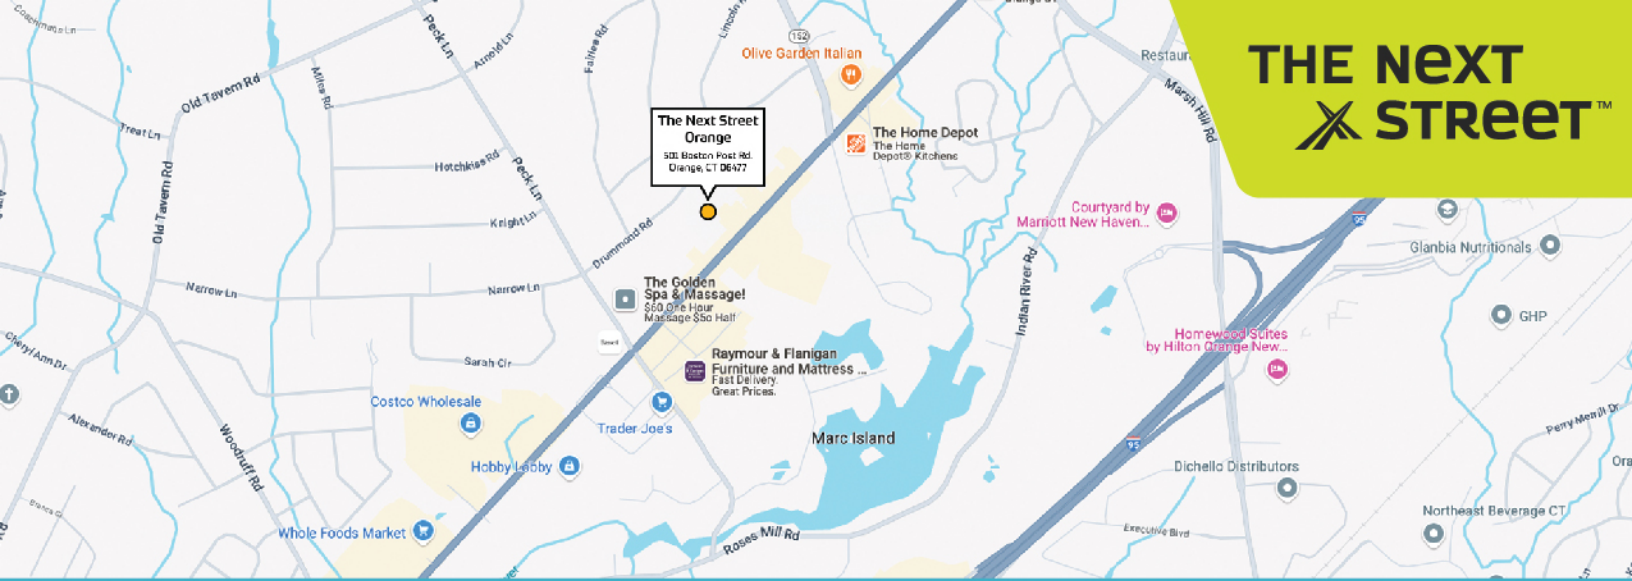 Coachmans Ln
Peck Ln
Arnold Ln
Fairlea Rd
Lincoln
152
Olive Garden Italian
Restaur
Marsh Hill Rd
THE NeXT
STReeT™
Old Tavern Rd
Miles Rd
Treat Ln
The Next Street
Orange
501 Boston Post Rd.
Orange, CT 06477
The Home Depot
The Home
Depot® Kitchens
Hotchkiss Rd
Peck Ln
Old Tavern Rd
Knight Ln
Drummond Rd
Courtyard by
Marriott New Haven...
95
Glanbia Nutritionals
Indian River Rd
Narrow Ln
Narrow Ln
The Golden
Spa & Massage!
$60 One Hour
Massage $50 Half
GHP
Homewood Suites
by Hilton Orange New...
Cheryl Ann Dr
Sarah Cir
Raymour & Flanigan
Furniture and Mattress ...
Fast Delivery.
Great Prices.
Costco Wholesale
Trader Joe's
Marc Island
95
Alexander Rd
Woodruff Rd
Hobby Lobby
Dichello Distributors
Perry Merrill Dr
Ora
Whole Foods Market
Roses Mill Rd
Executive Blvd
Northeast Beverage CT